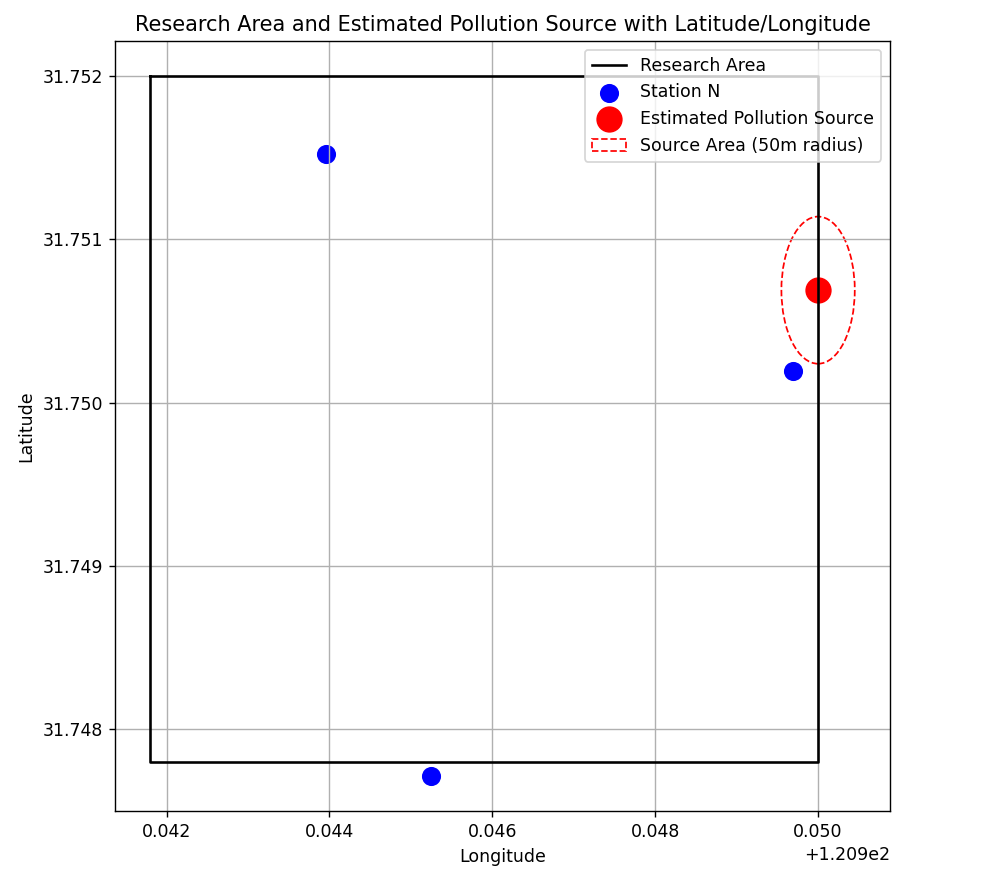 Research Area and Estimated Pollution Source with Latitude/Longitude
Research Area
Station N
Estimated Pollution Source
Source Area (50m radius)
31.752
31.751
31.750
31.749
31.748
Latitude
0.042
0.044
0.046
0.048
0.050
Longitude
+1.209e2